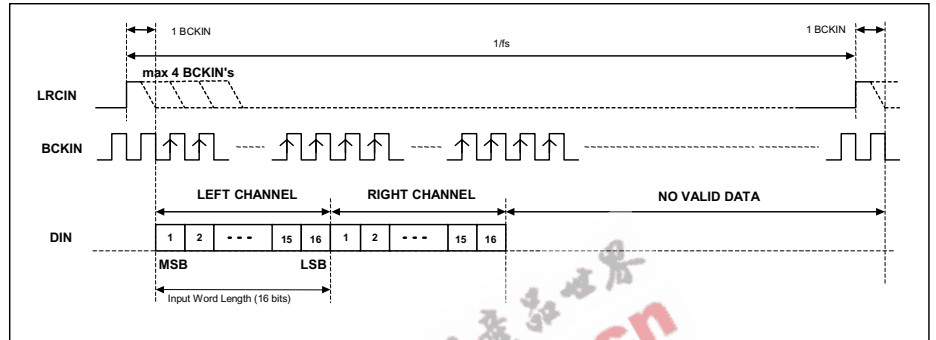 1 BCKIN
1 BCKIN
1/fs
max 4 BCKIN's
LRCIN
BCKIN
LEFT CHANNEL
RIGHT CHANNEL
NO VALID DATA
DIN
1 2 - - - 15 16 1 2 - - - 15 16
MSB
LSB
Input Word Length (16 bits)